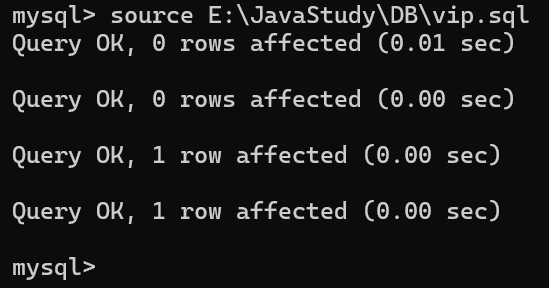 mysql> source E:\JavaStudy\DB\vip.sql
Query OK, 0 rows affected (0.01 sec)
Query OK, 0 rows affected (0.00 sec)
Query OK, 1 row affected (0.00 sec)
Query OK, 1 row affected (0.00 sec)
mysql>